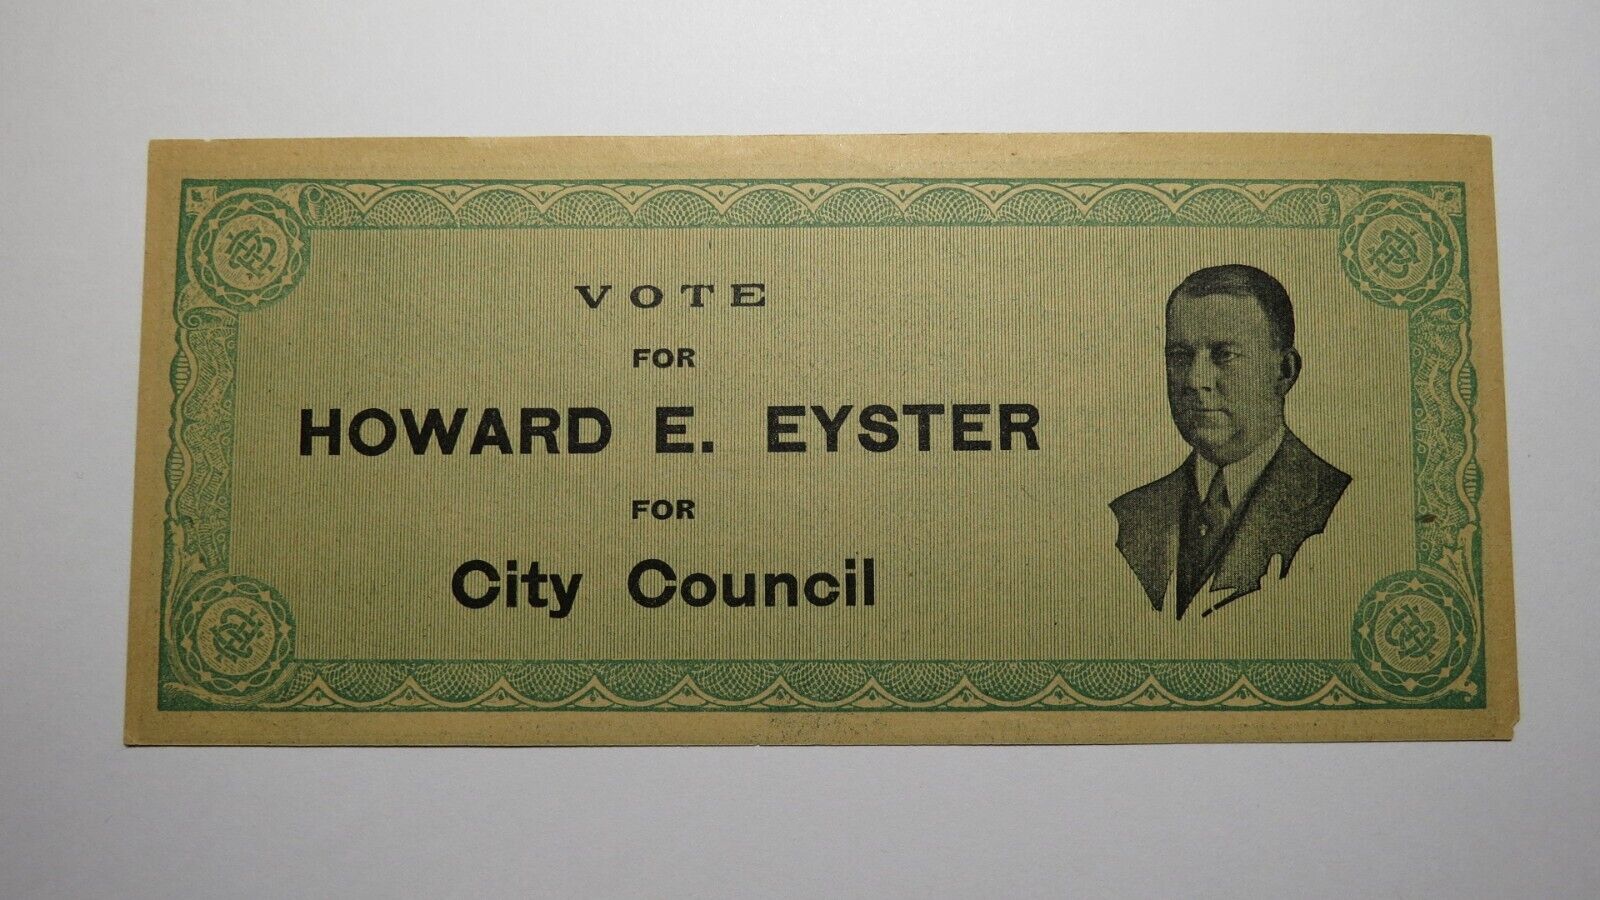 VOTE
FOR
HOWARD E. EYSTER
FOR
City Council